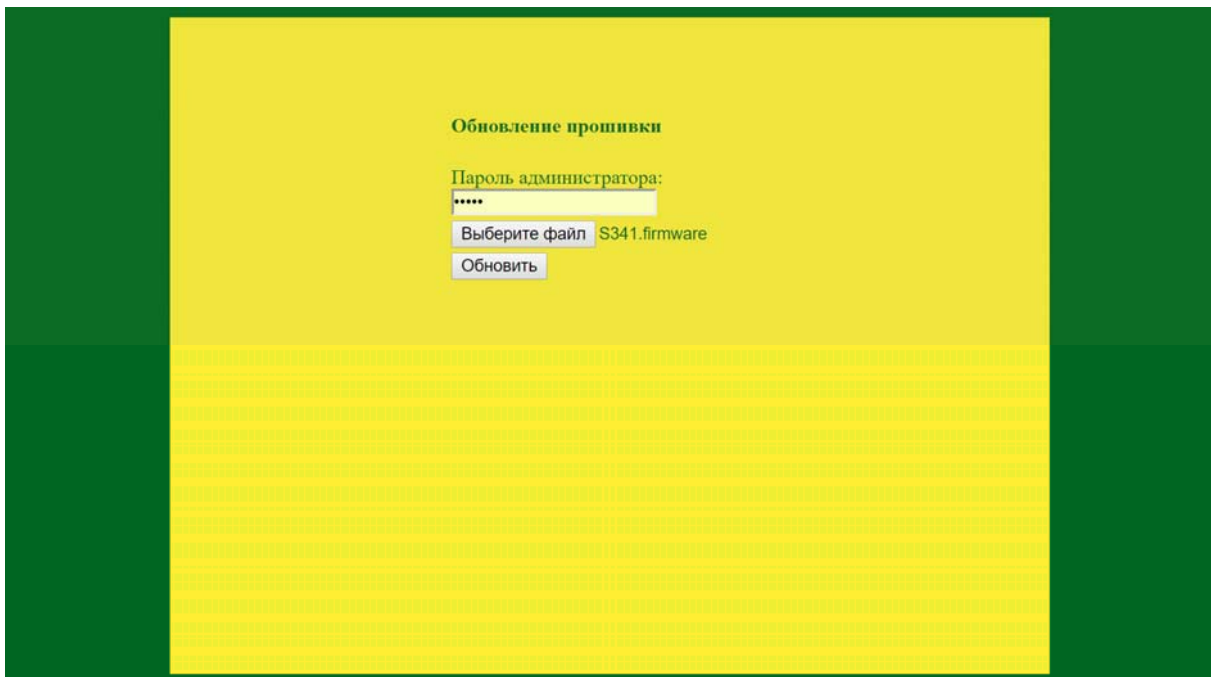 Обновление прошивки
Пароль администратора:
•••••
Выберите файл S341.firmware
Обновить